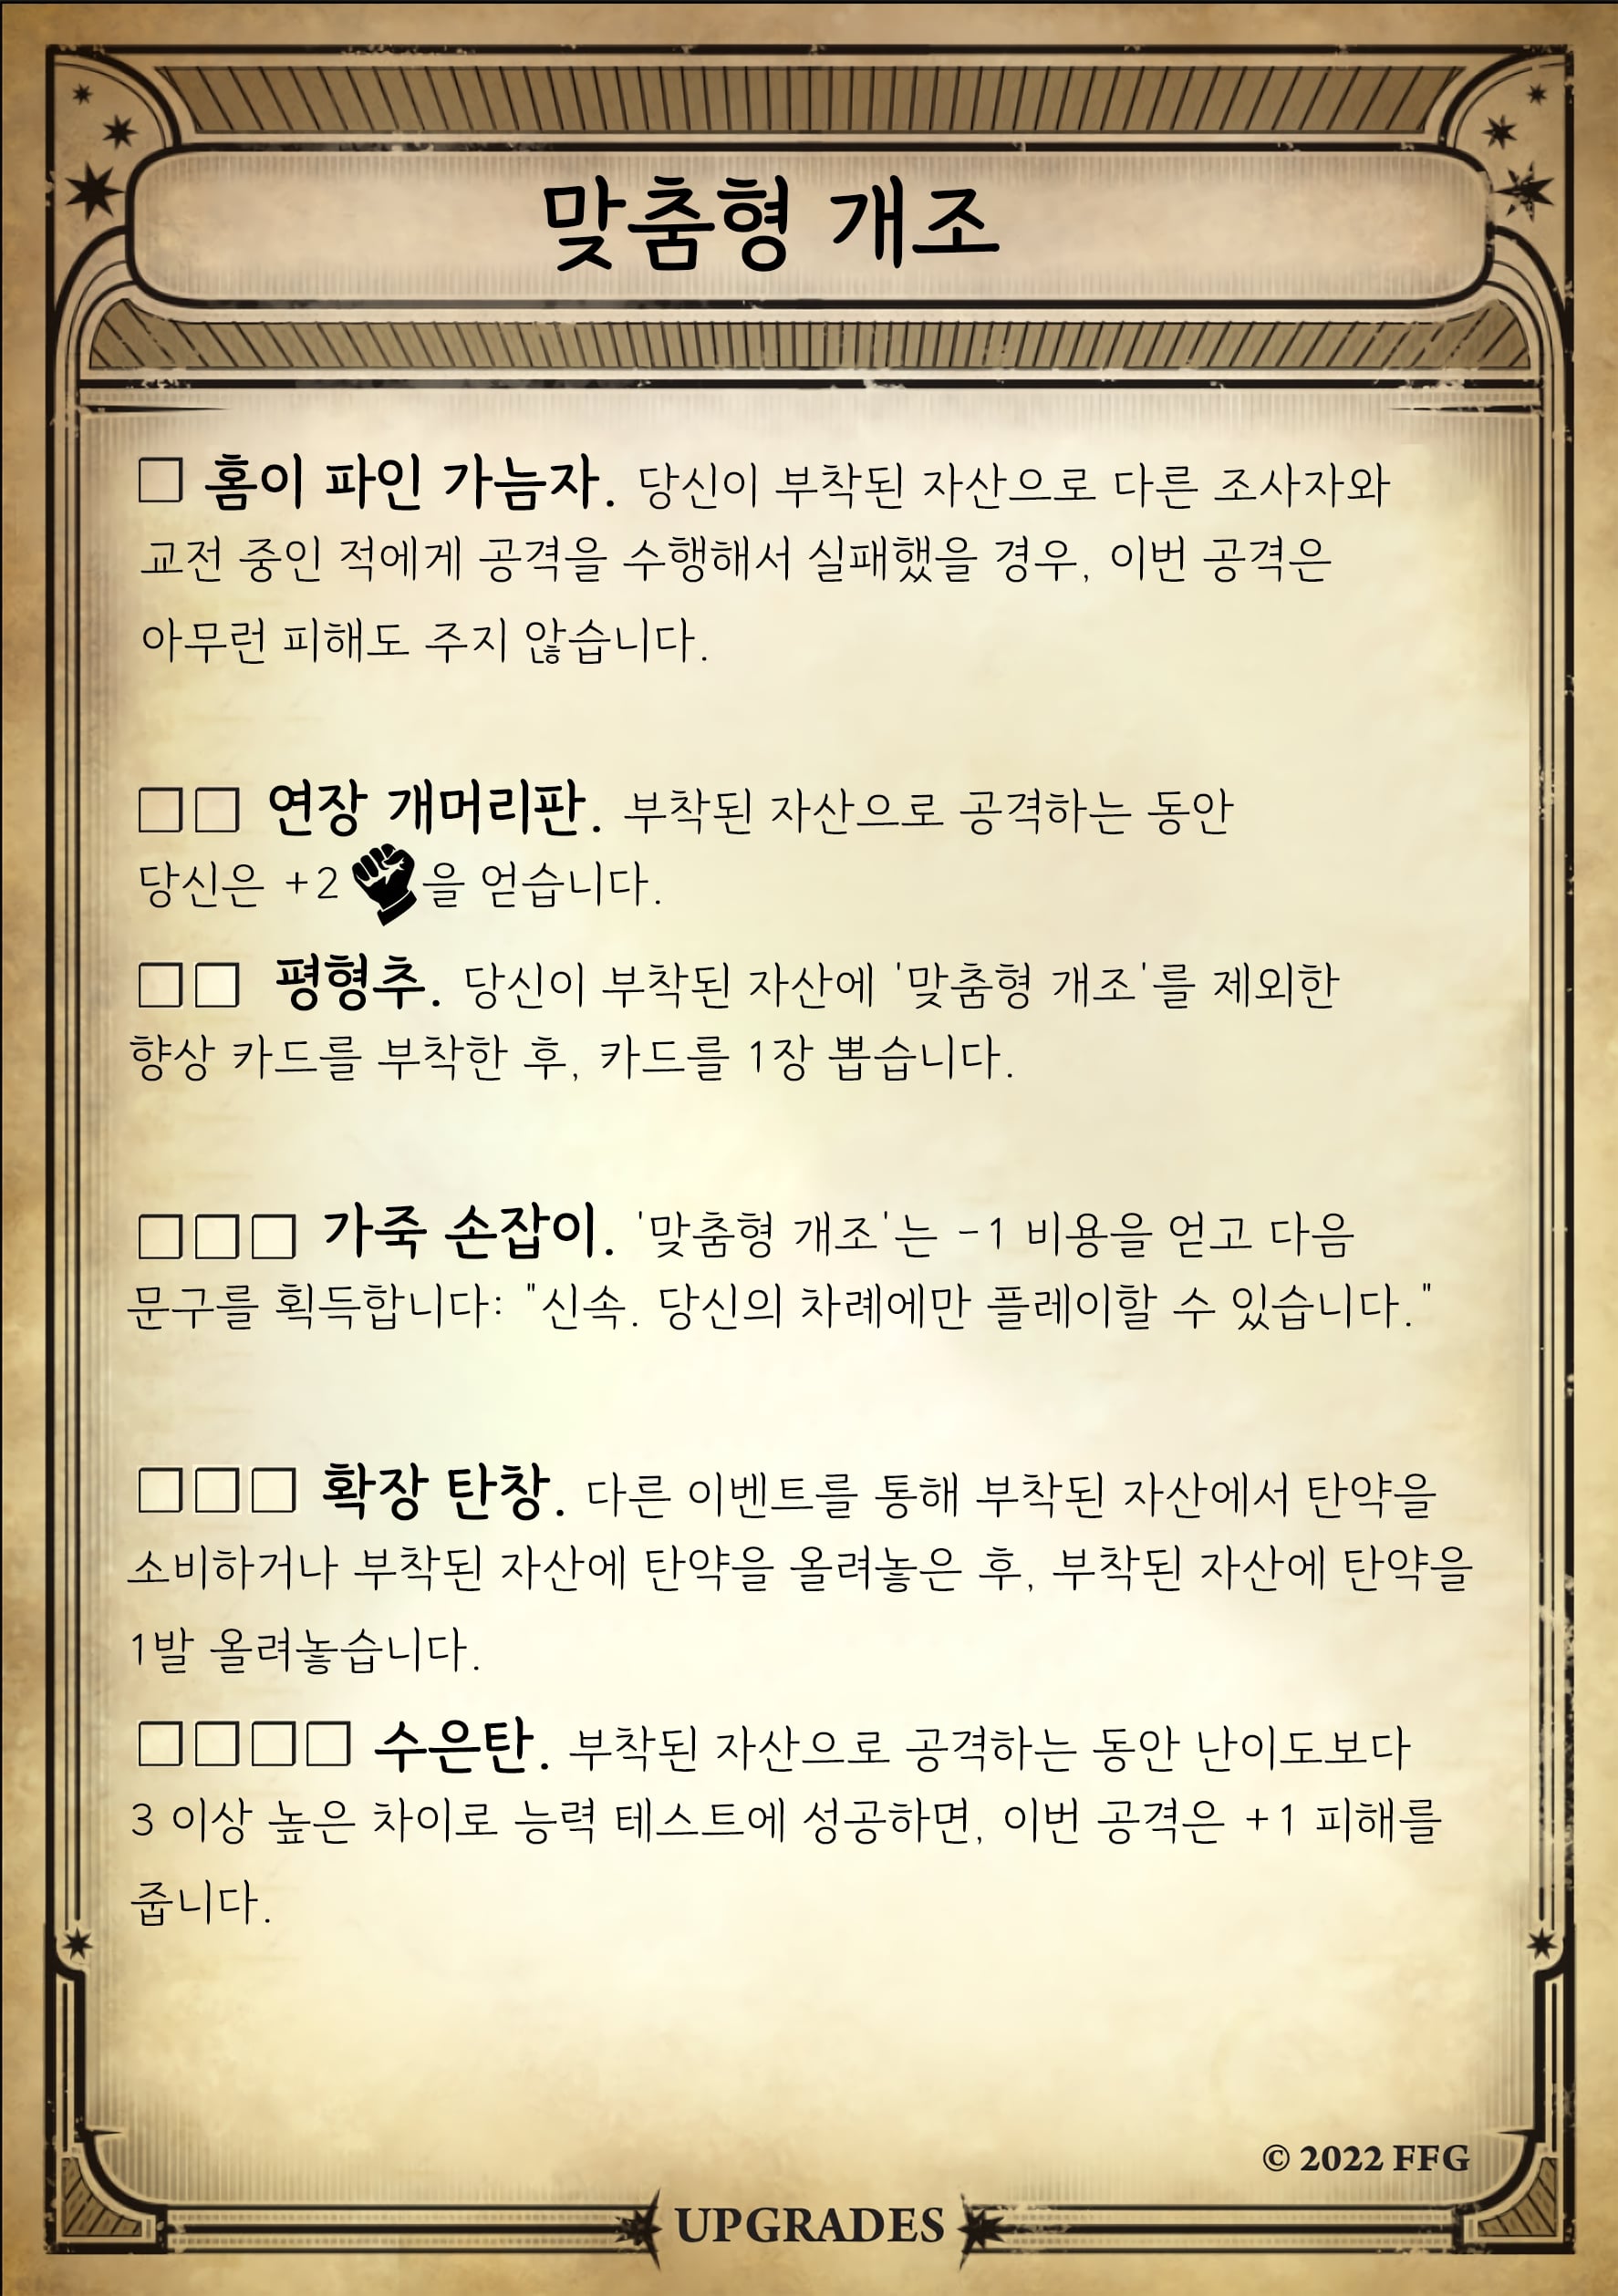 맞춤형 개조
□ 홈이 파인 가늠자. 당신이 부착된 자산으로 다른 조사자와
교전 중인 적에게 공격을 수행해서 실패했을 경우, 이번 공격은
아무런 피해도 주지 않습니다.
□□ 연장 개머리판. 부착된 자산으로 공격하는 동안
당신은 +2 을 얻습니다.
□□ 평형추. 당신이 부착된 자산에 '맞춤형 개조'를 제외한
향상 카드를 부착한 후, 카드를 1장 뽑습니다.
□□□ 가죽 손잡이. '맞춤형 개조'는 -1 비용을 얻고 다음
문구를 획득합니다: "신속. 당신의 차례에만 플레이할 수 있습니다."
□□□ 확장 탄창. 다른 이벤트를 통해 부착된 자산에서 탄약을
소비하거나 부착된 자산에 탄약을 올려놓은 후, 부착된 자산에 탄약을
1발 올려놓습니다.
□□□□ 수은탄. 부착된 자산으로 공격하는 동안 난이도보다
3 이상 높은 차이로 능력 테스트에 성공하면, 이번 공격은 +1 피해를
줍니다.
© 2022 FFG
UPGRADES